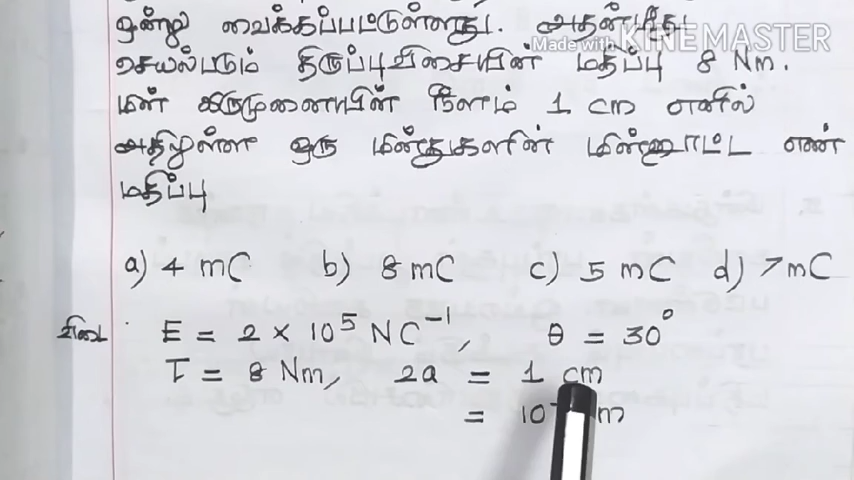 ஒன்று வைக்கப்பட்டுள்ளது. அதன்மீது
Made with KINEMASTER
செயல்படும் திருப்புவிசையின் மதிப்பு 8 Nm.
மின் இருமுனையின் நீளம் 1 cm எனில்
அதிலுள்ள ஒரு மின்துகளின் மின்னூட்ட எண்
மதிப்பு
a) 4 mC b) 8 mC c) 5 mC d) 7 mC
விடை: E = 2 × 10⁵ NC⁻¹, θ = 30°
τ = 8 Nm, 2a = 1 cm
= 10⁻ m